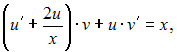 (u′ + 2u/x) · v + u · v′ = x,